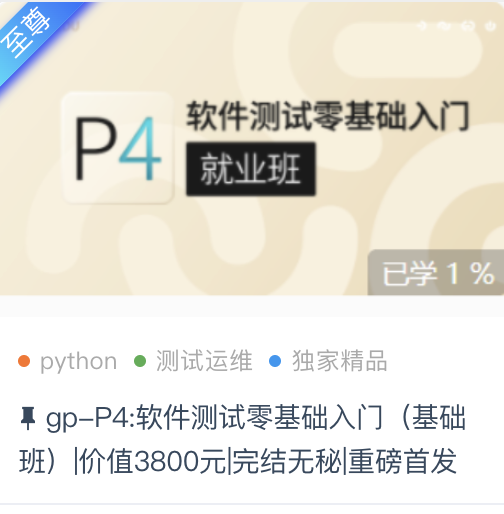 至尊
P4
软件测试零基础入门
就业班
已学 1 %
python 测试运维 独家精品
gp-P4:软件测试零基础入门（基础
班）|价值3800元|完结无秘|重磅首发